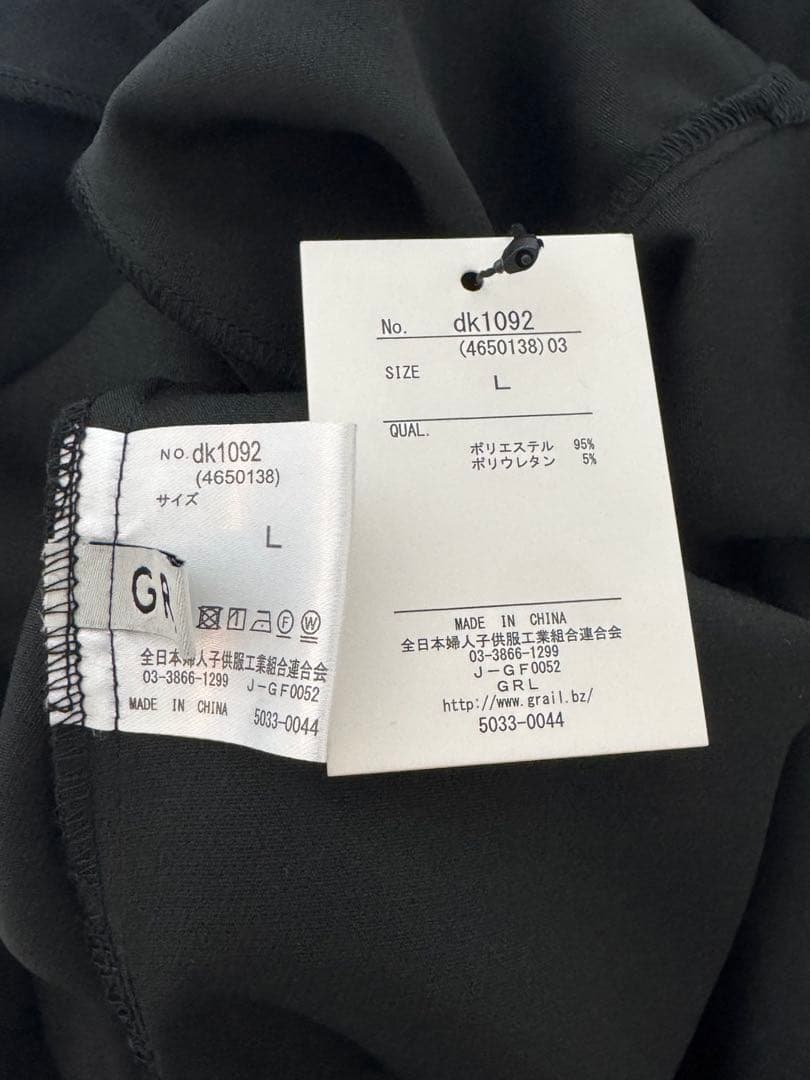 No. dk1092
(4650138)03
SIZE
L
QUAL.
ポリエステル 95%
ポリウレタン 5%
MADE IN CHINA
全日本婦人子供服工業組合連合会
03-3866-1299
J-GF0052
GRL
http://www.grail.bz/
5033-0044
NO.dk1092
(4650138)
サイズ
L
GR
F W
全日本婦人子供服工業組合連合会
03-3866-1299 J-GF0052
MADE IN CHINA 5033-0044